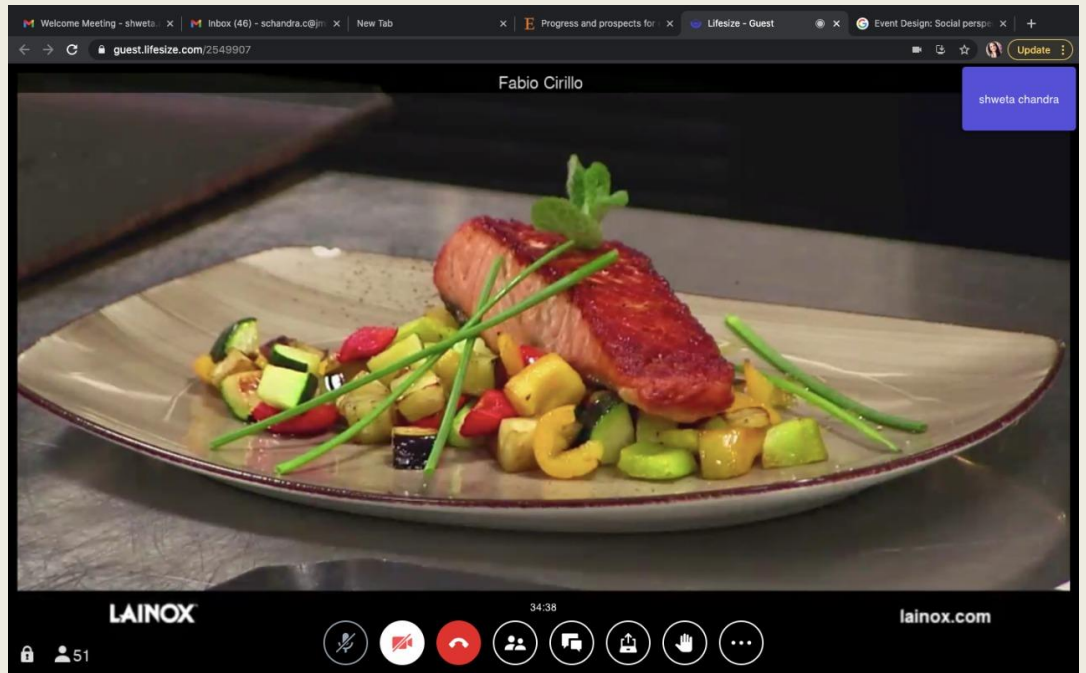 Welcome Meeting - shweta.
Inbox (46) - schandra.c@jm
New Tab
Progress and prospects for
Lifesize - Guest
Event Design: Social perspe
guest.lifesize.com/2549907
Update
Fabio Cirillo
shweta chandra
34:38
LAINOX
lainox.com
51